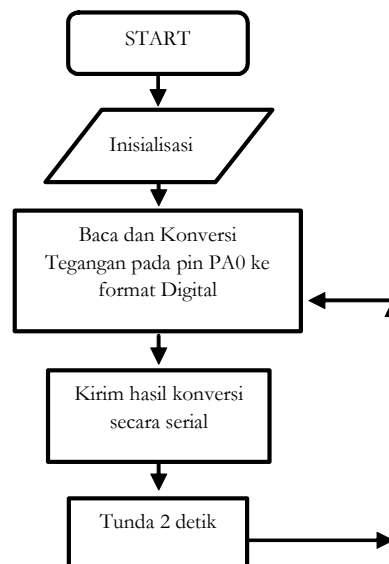 START
Inisialisasi
Baca dan Konversi
Tegangan pada pin PA0 ke
format Digital
Kirim hasil konversi
secara serial
Tunda 2 detik